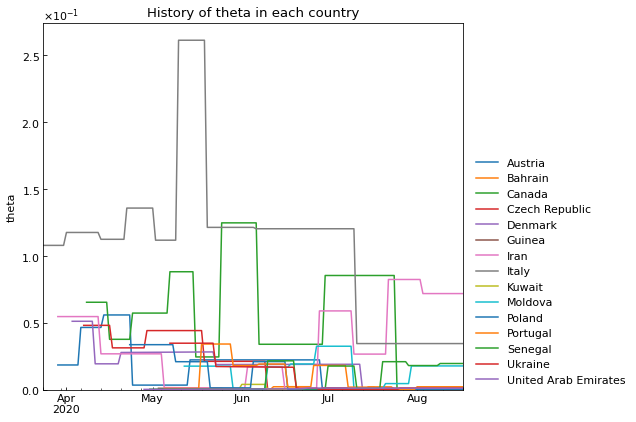 History of theta in each country
×10⁻¹
2.5
2.0
1.5
1.0
0.5
0.0
theta
Apr
2020
May
Jun
Jul
Aug
Austria
Bahrain
Canada
Czech Republic
Denmark
Guinea
Iran
Italy
Kuwait
Moldova
Poland
Portugal
Senegal
Ukraine
United Arab Emirates